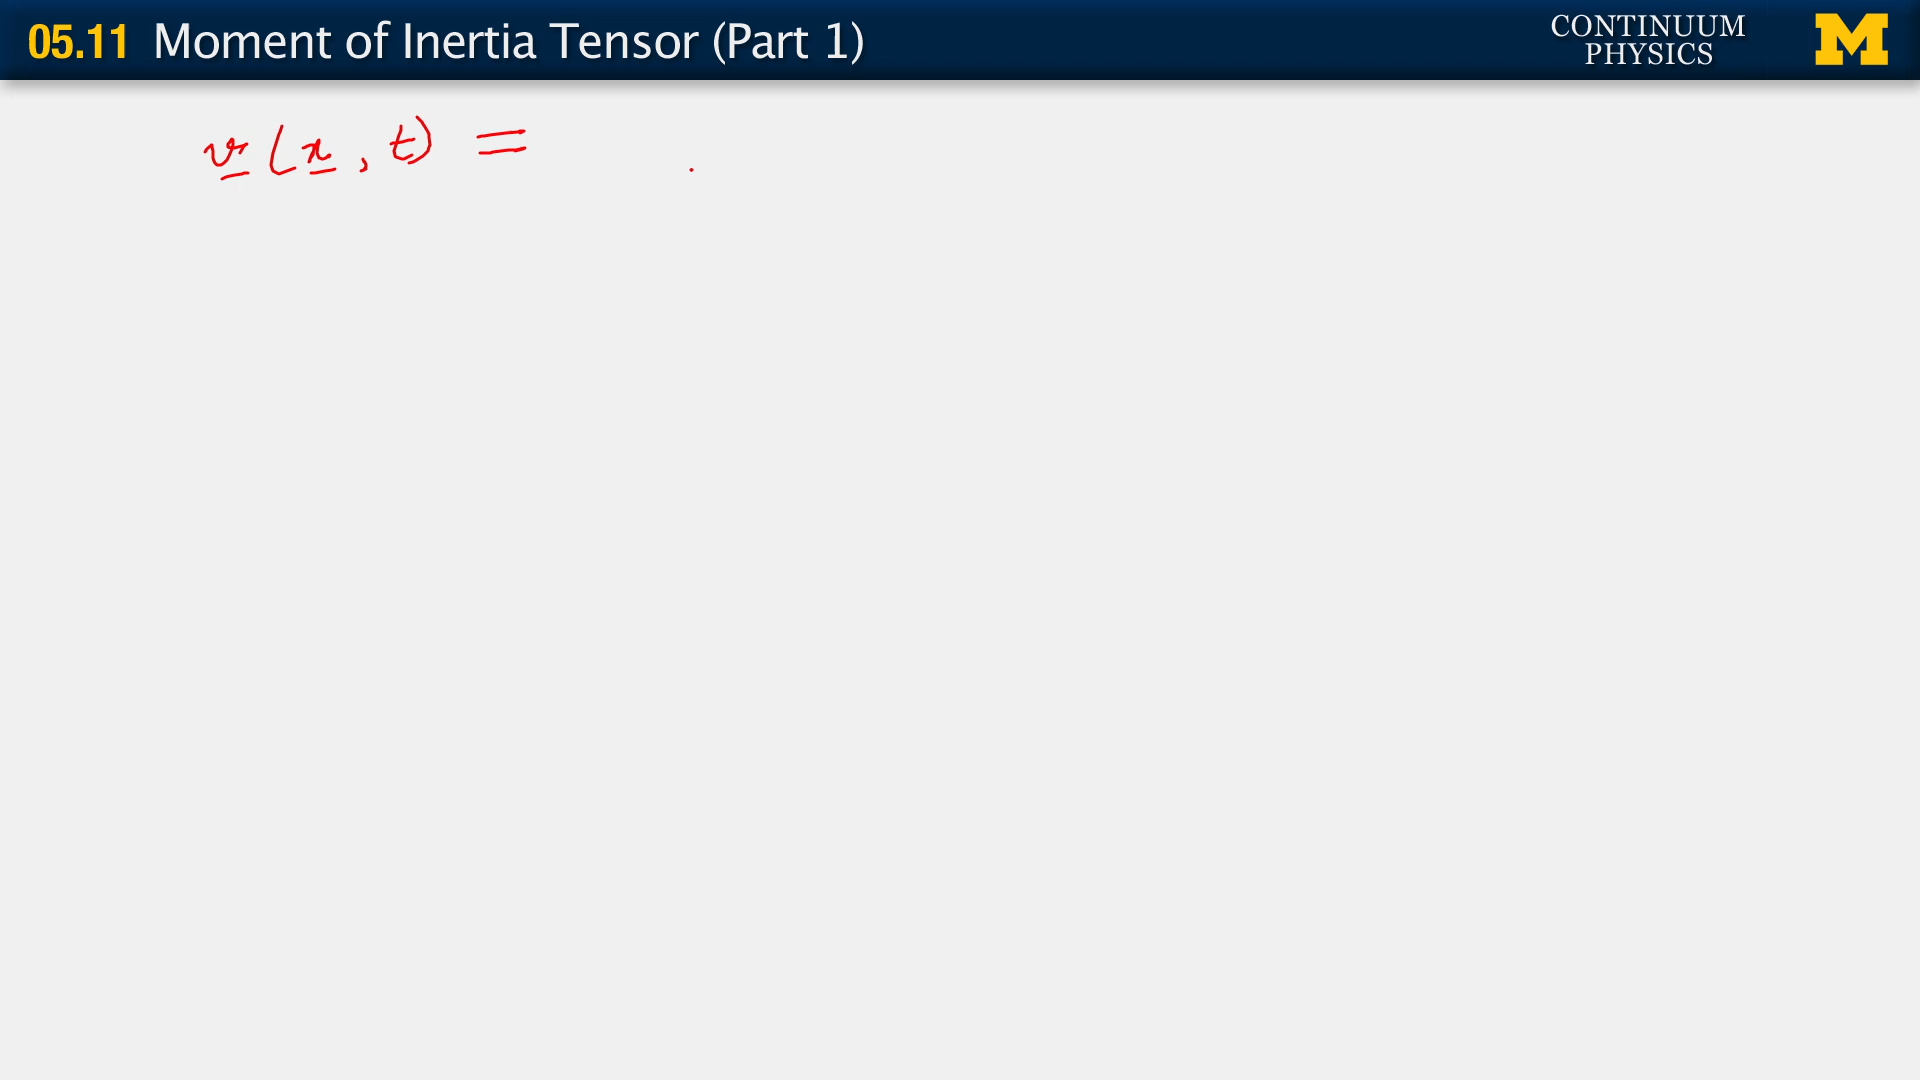 05.11 Moment of Inertia Tensor (Part 1)
CONTINUUM
PHYSICS
M
v(x, t) =